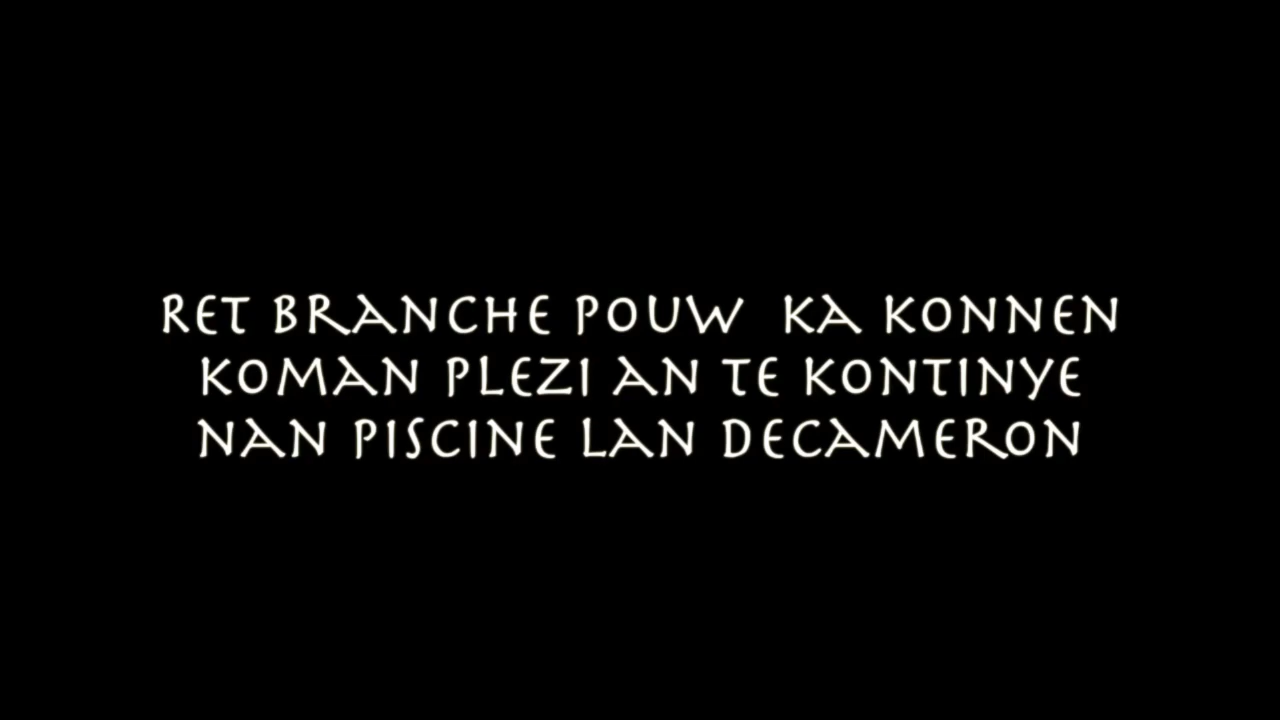 RET BRANCHE POUW KA KONNEN
KOMAN PLEZI AN TE KONTINYE
NAN PISCINE LAN DECAMERON